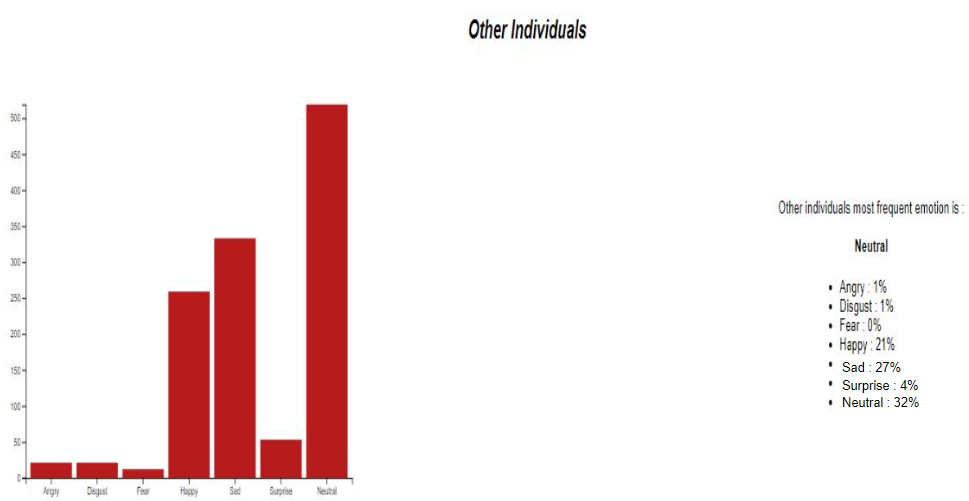 Other Individuals
500
450
400
350
300
250
200
150
100
50
0
Angry Disgust Fear Happy Sad Surprise Neutral
Other individuals most frequent emotion is :
Neutral
• Angry : 1%
• Disgust : 1%
• Fear : 0%
• Happy : 21%
• Sad : 27%
• Surprise : 4%
• Neutral : 32%